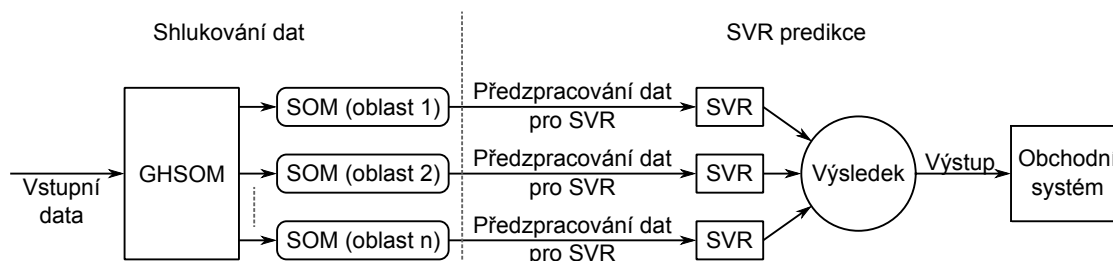 Shlukování dat
SVR predikce
Vstupní
data
GHSOM
SOM (oblast 1)
Předzpracování dat
pro SVR
SVR
SOM (oblast 2)
Předzpracování dat
pro SVR
SVR
SOM (oblast n)
Předzpracování dat
pro SVR
SVR
Výsledek
Výstup
Obchodní
systém